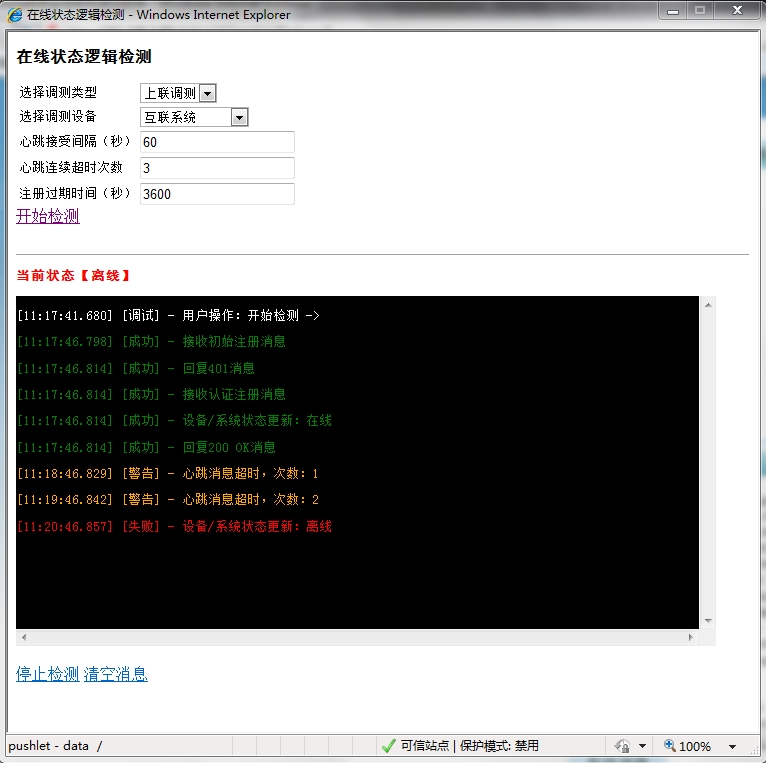 在线状态逻辑检测 - Windows Internet Explorer
在线状态逻辑检测
选择调测类型 上联调测
选择调测设备 互联系统
心跳接受间隔（秒） 60
心跳连续超时次数 3
注册过期时间（秒） 3600
开始检测
当前状态【离线】
[11:17:41.680] [调试] - 用户操作：开始检测 ->
[11:17:46.798] [成功] - 接收初始注册消息
[11:17:46.814] [成功] - 回复401消息
[11:17:46.814] [成功] - 接收认证注册消息
[11:17:46.814] [成功] - 设备/系统状态更新：在线
[11:17:46.814] [成功] - 回复200 OK消息
[11:18:46.829] [警告] - 心跳消息超时，次数：1
[11:19:46.842] [警告] - 心跳消息超时，次数：2
[11:20:46.857] [失败] - 设备/系统状态更新：离线
停止检测 清空消息
pushlet - data / 可信站点 | 保护模式: 禁用 100%